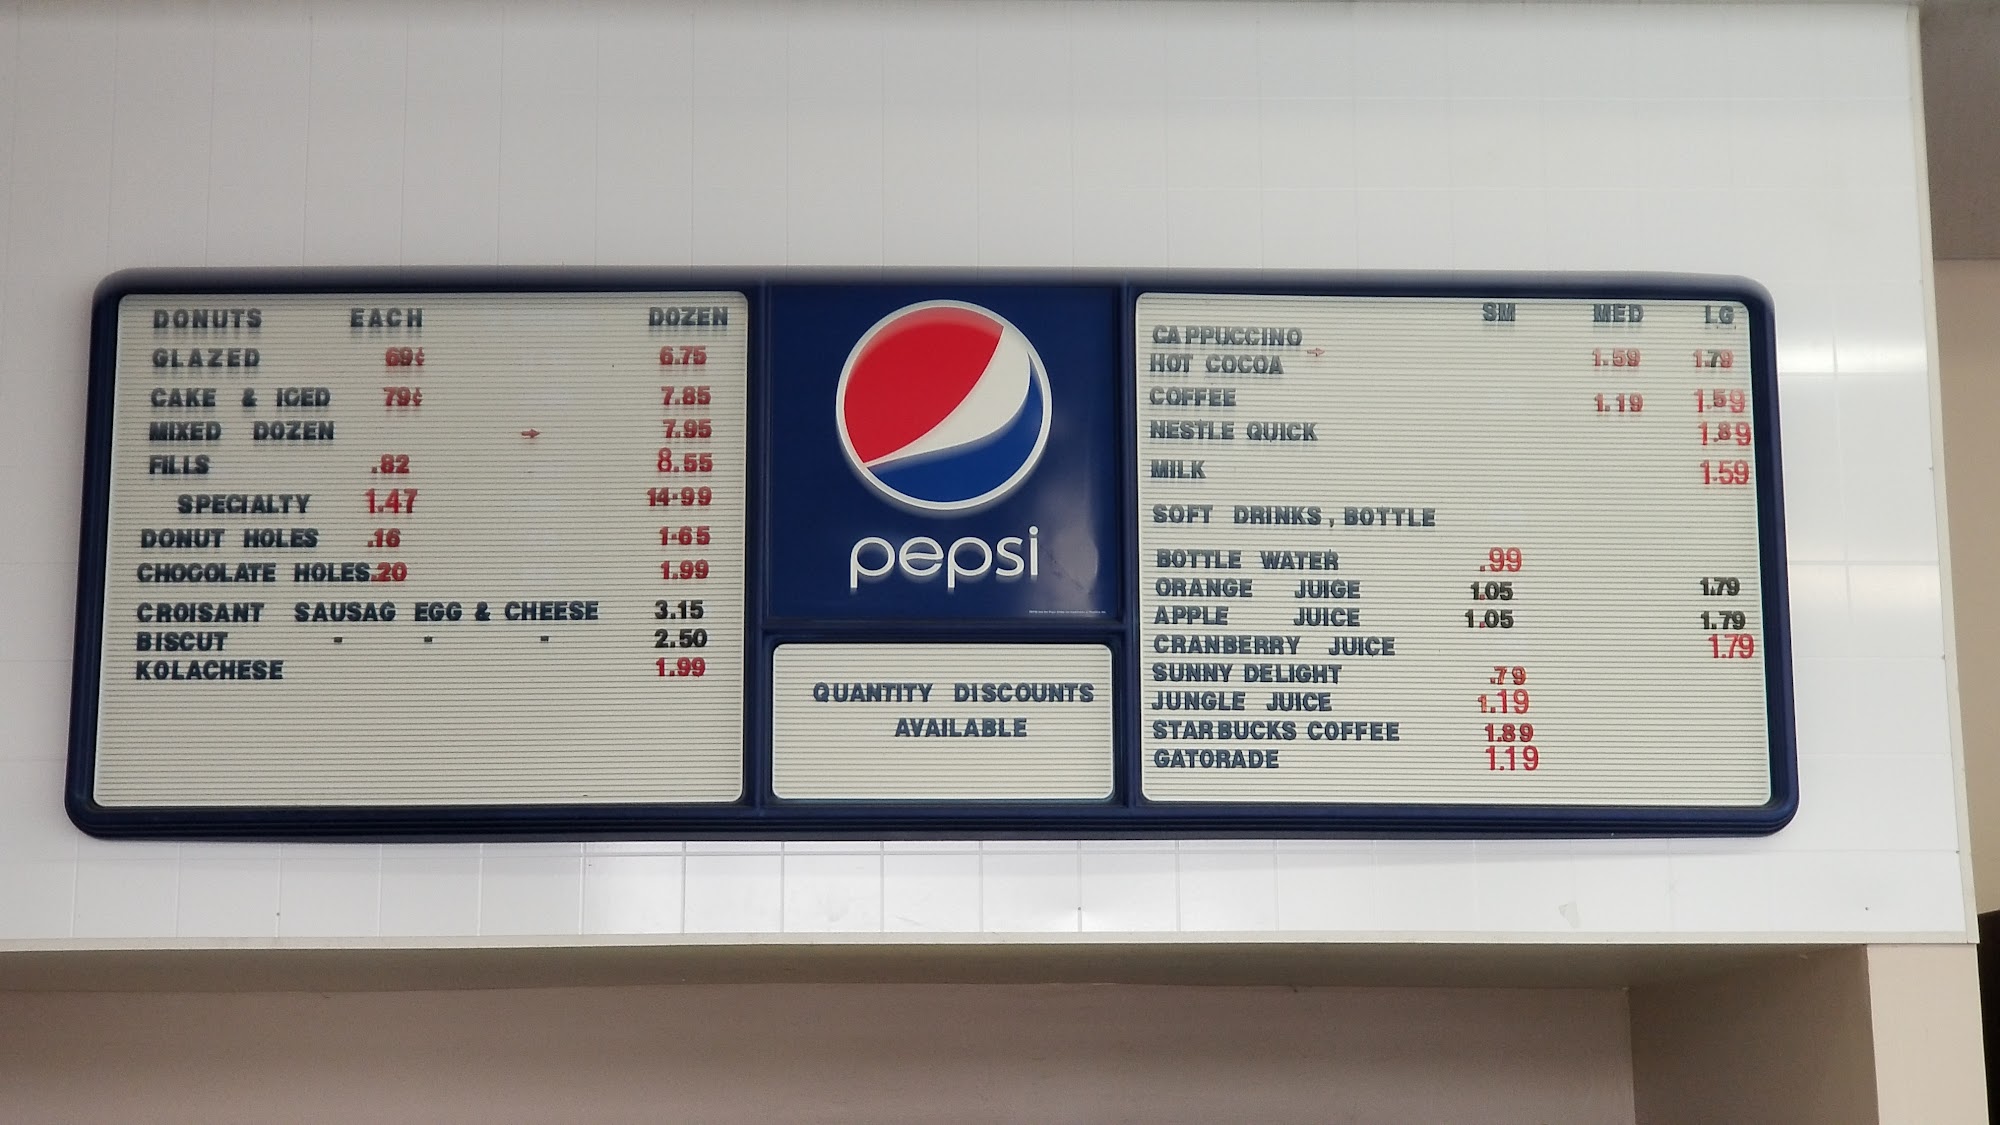 DONUTS EACH DOZEN
GLAZED 69¢ 6.75
CAKE & ICED 79¢ 7.85
MIXED DOZEN → 7.95
FILLS .82 8.55
SPECIALTY 1.47 14.99
DONUT HOLES .16 1.65
CHOCOLATE HOLES .20 1.99
CROISANT SAUSAG EGG & CHEESE 3.15
BISCUT - - - 2.50
KOLACHESE 1.99
pepsi
QUANTITY DISCOUNTS
AVAILABLE
SM MED LG
CAPPUCCINO
HOT COCOA → 1.59 1.79
COFFEE 1.19 1.59
NESTLE QUICK 1.89
MILK 1.59
SOFT DRINKS, BOTTLE
BOTTLE WATER .99
ORANGE JUIGE 1.05 1.79
APPLE JUICE 1.05 1.79
CRANBERRY JUICE 1.79
SUNNY DELIGHT .79
JUNGLE JUICE 1.19
STARBUCKS COFFEE 1.89
GATORADE 1.19